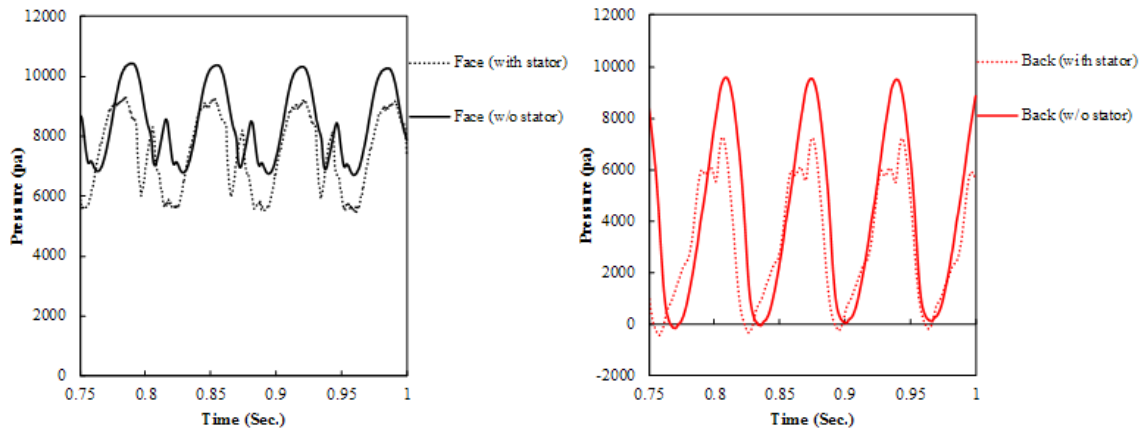 12000
10000
8000
6000
4000
2000
0
Pressure (pa)
0.75 0.8 0.85 0.9 0.95 1
Time (Sec.)
Face (with stator)
Face (w/o stator)
12000
10000
8000
6000
4000
2000
0
-2000
Pressure (pa)
0.75 0.8 0.85 0.9 0.95 1
Time (Sec.)
Back (with stator)
Back (w/o stator)